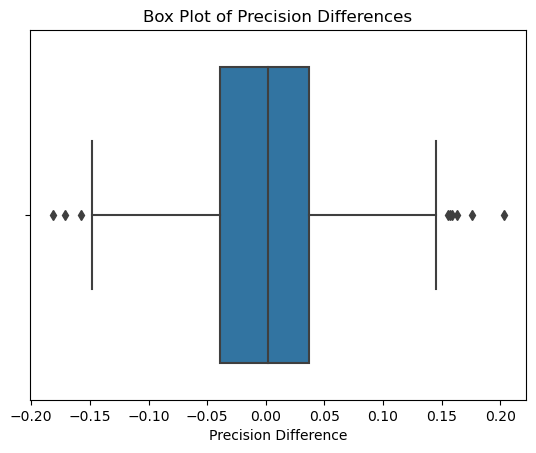 Box Plot of Precision Differences
−0.20 −0.15 −0.10 −0.05 0.00 0.05 0.10 0.15 0.20
Precision Difference